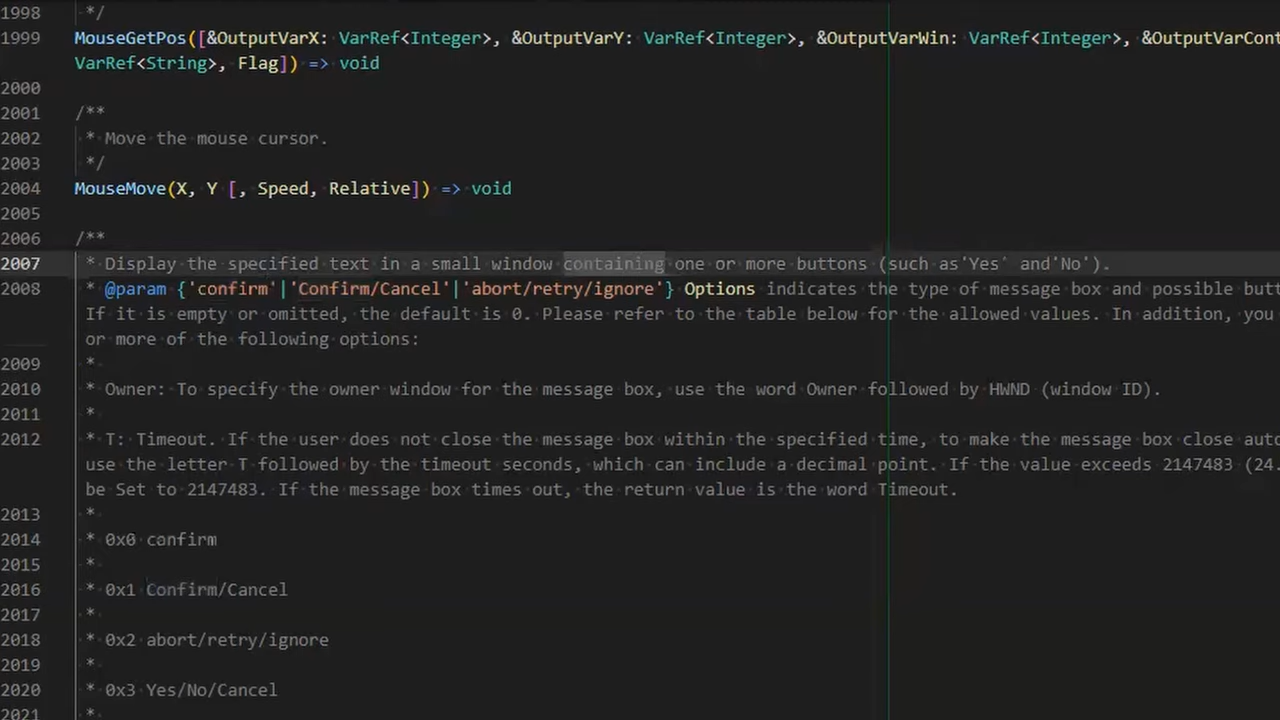 1998 */
1999 MouseGetPos([&OutputVarX: VarRef<Integer>, &OutputVarY: VarRef<Integer>, &OutputVarWin: VarRef<Integer>, &OutputVarCont
VarRef<String>, Flag]) => void
2000
2001 /**
2002 * Move the mouse cursor.
2003 */
2004 MouseMove(X, Y [, Speed, Relative]) => void
2005
2006 /**
2007 * Display the specified text in a small window containing one or more buttons (such as'Yes' and'No').
2008 * @param {'confirm'|'Confirm/Cancel'|'abort/retry/ignore'} Options indicates the type of message box and possible butt
If it is empty or omitted, the default is 0. Please refer to the table below for the allowed values. In addition, you
or more of the following options:
2009 *
2010 * Owner: To specify the owner window for the message box, use the word Owner followed by HWND (window ID).
2011 *
2012 * T: Timeout. If the user does not close the message box within the specified time, to make the message box close auto
use the letter T followed by the timeout seconds, which can include a decimal point. If the value exceeds 2147483 (24.
be Set to 2147483. If the message box times out, the return value is the word Timeout.
2013 *
2014 * 0x0 confirm
2015 *
2016 * 0x1 Confirm/Cancel
2017 *
2018 * 0x2 abort/retry/ignore
2019 *
2020 * 0x3 Yes/No/Cancel
2021 *